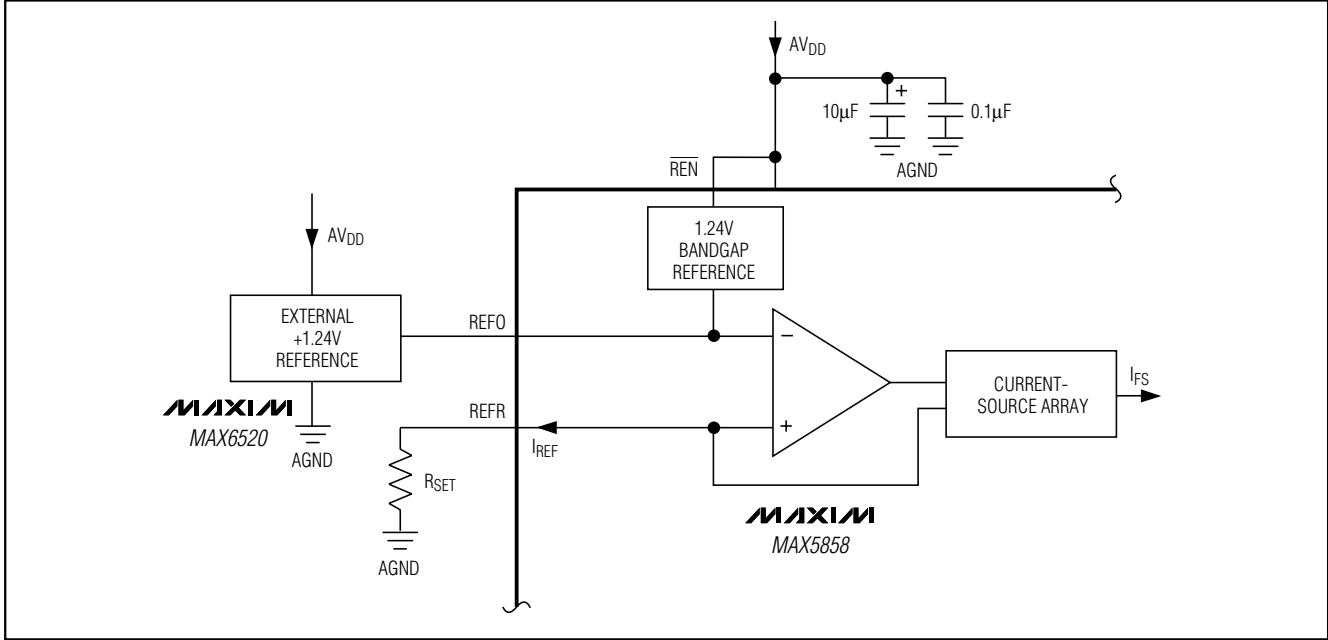 AVDD
+
10μF
0.1μF
AGND
REN
1.24V
BANDGAP
REFERENCE
AVDD
EXTERNAL
+1.24V
REFERENCE
REFO
−
CURRENT-
SOURCE ARRAY
IFS
MAXIM
MAX6520
AGND
REFR
+
IREF
RSET
AGND
MAXIM
MAX5858